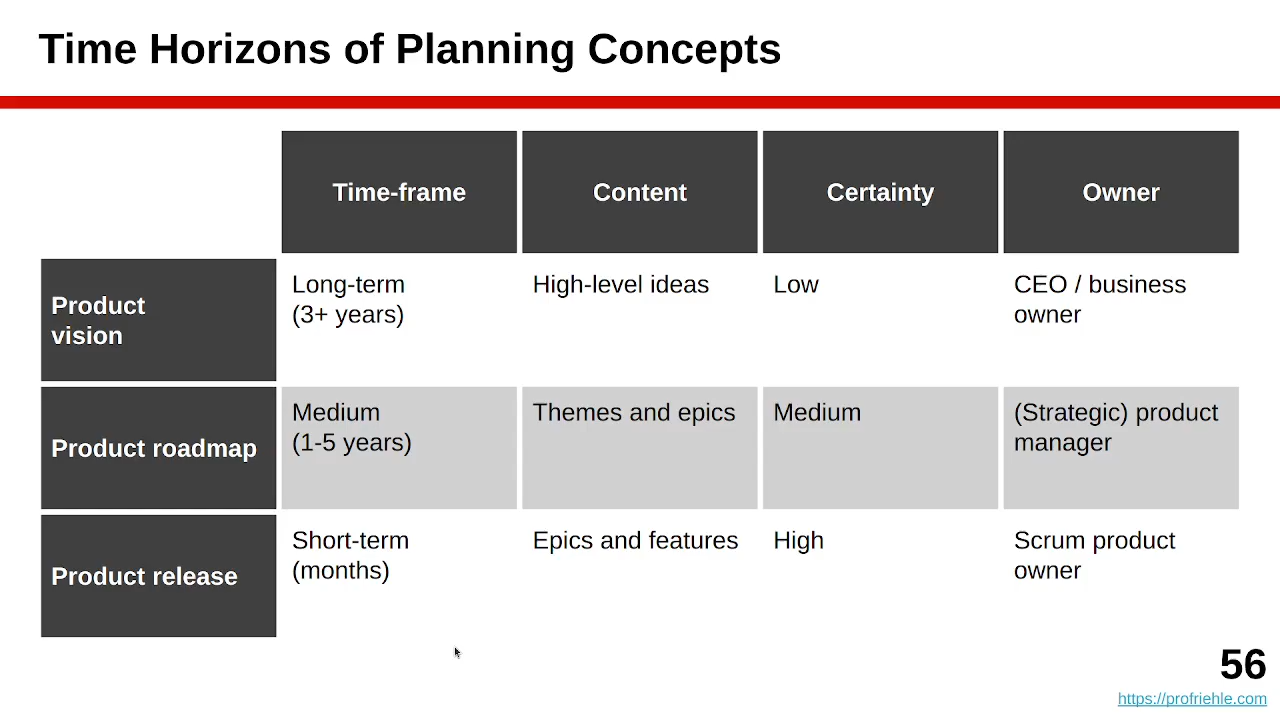 Time Horizons of Planning Concepts
Time-frame
Content
Certainty
Owner
Product
vision
Long-term
(3+ years)
High-level ideas
Low
CEO / business
owner
Product roadmap
Medium
(1-5 years)
Themes and epics
Medium
(Strategic) product
manager
Product release
Short-term
(months)
Epics and features
High
Scrum product
owner
56
https://profriehle.com